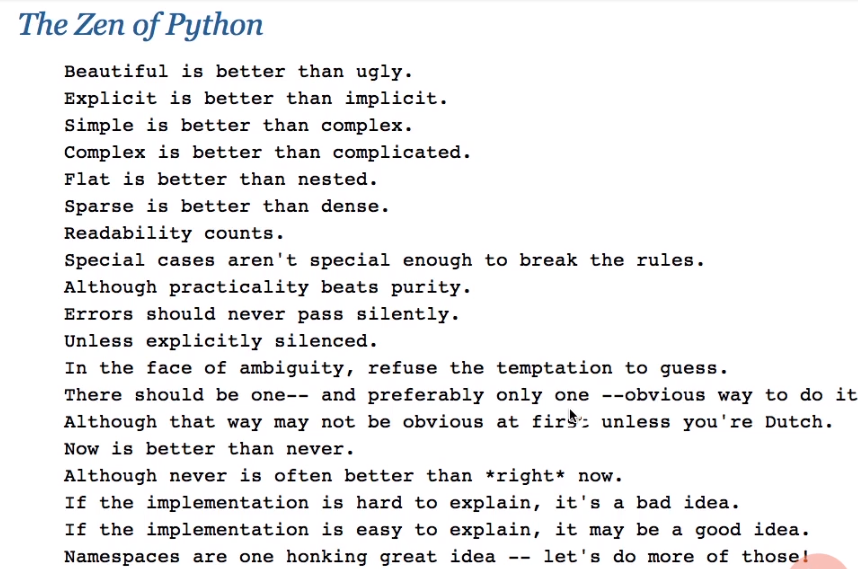 The Zen of Python
Beautiful is better than ugly.
Explicit is better than implicit.
Simple is better than complex.
Complex is better than complicated.
Flat is better than nested.
Sparse is better than dense.
Readability counts.
Special cases aren't special enough to break the rules.
Although practicality beats purity.
Errors should never pass silently.
Unless explicitly silenced.
In the face of ambiguity, refuse the temptation to guess.
There should be one-- and preferably only one --obvious way to do it
Although that way may not be obvious at first unless you're Dutch.
Now is better than never.
Although never is often better than *right* now.
If the implementation is hard to explain, it's a bad idea.
If the implementation is easy to explain, it may be a good idea.
Namespaces are one honking great idea -- let's do more of those!